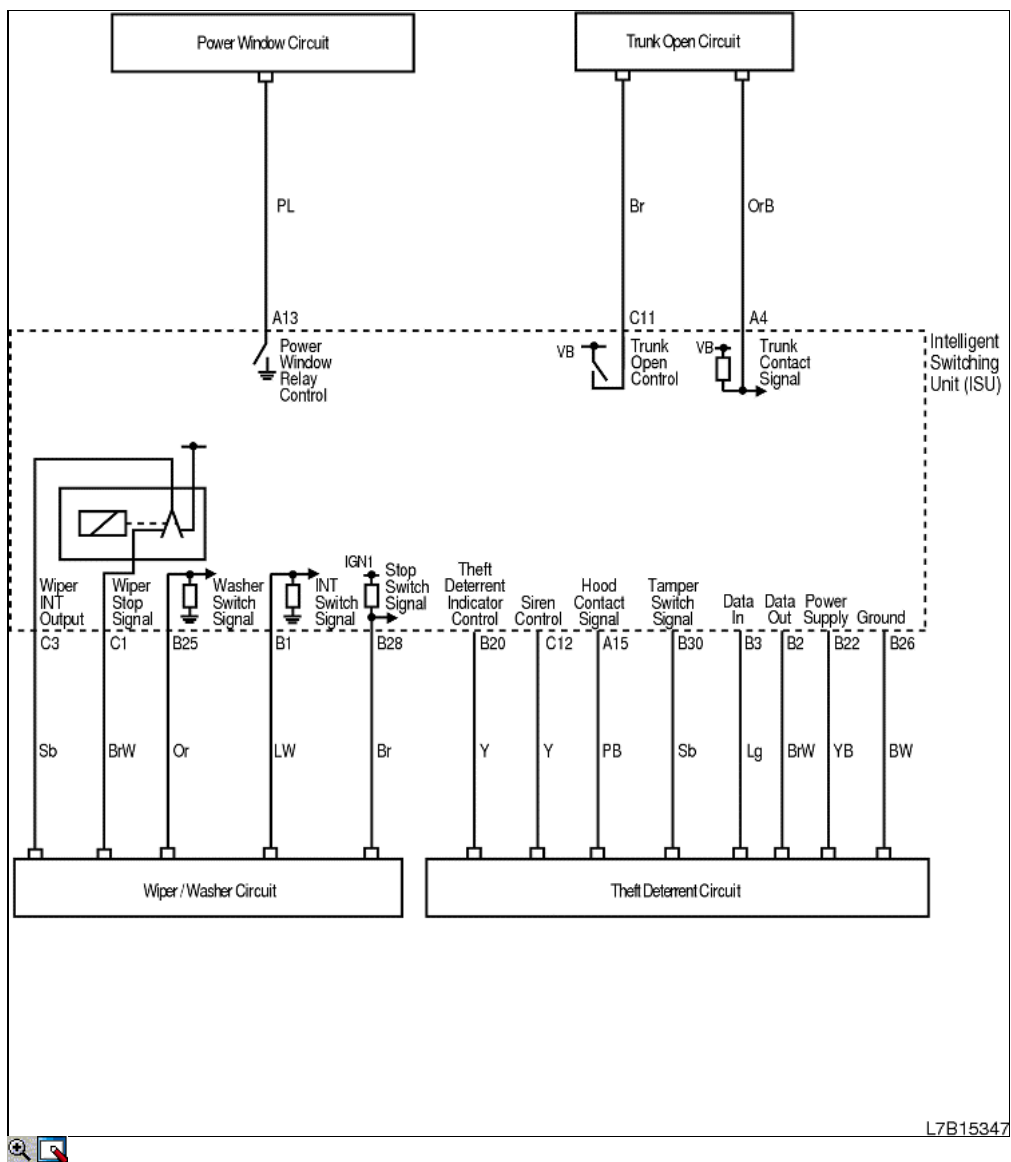 Power Window Circuit
Trunk Open Circuit
PL
Br
OrB
A13
C11
A4
Power
Window
Relay
Control
VB
Trunk
Open
Control
VB
Trunk
Contact
Signal
Intelligent
Switching
Unit (ISU)
Wiper
INT
Output
Wiper
Stop
Signal
Washer
Switch
Signal
INT
Switch
Signal
IGN1
Stop
Switch
Signal
Theft
Deterrent
Indicator
Control
Siren
Control
Hood
Contact
Signal
Tamper
Switch
Signal
Data
In
Data
Out
Power
Supply
Ground
C3
C1
B25
B1
B28
B20
C12
A15
B30
B3
B2
B22
B26
Sb
BrW
Or
LW
Br
Y
Y
PB
Sb
Lg
BrW
YB
BW
Wiper / Washer Circuit
Theft Deterrent Circuit
L7B15347